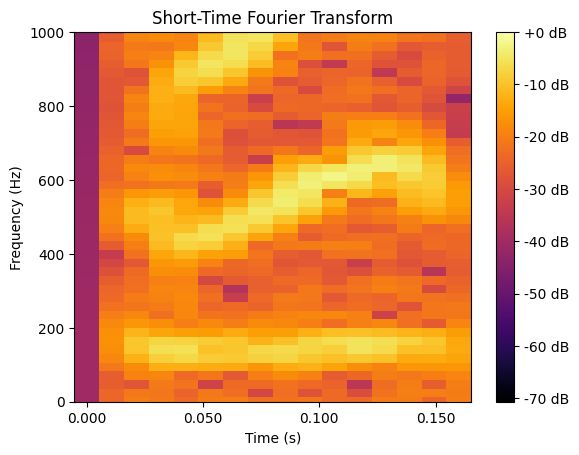 Short-Time Fourier Transform
1000
800
600
400
200
0
Frequency (Hz)
0.000
0.050
0.100
0.150
Time (s)
+0 dB
-10 dB
-20 dB
-30 dB
-40 dB
-50 dB
-60 dB
-70 dB